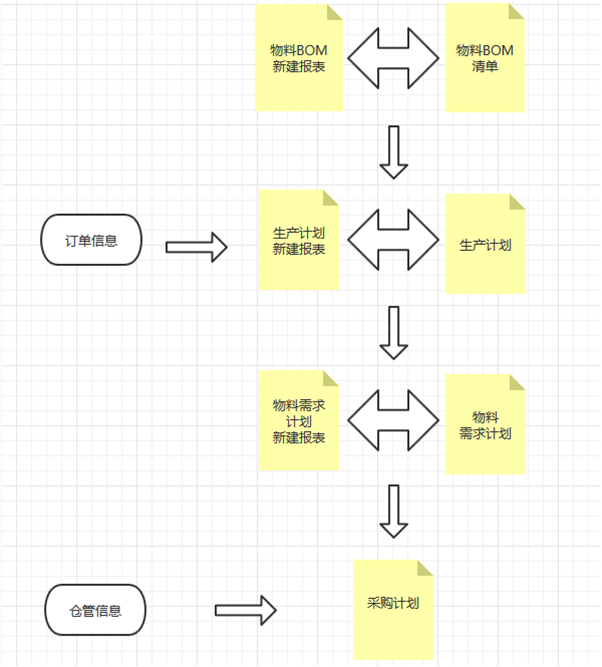 物料BOM
新建报表
物料BOM
清单
订单信息
生产计划
新建报表
生产计划
物料需求
计划
新建报表
物料
需求计划
仓管信息
采购计划